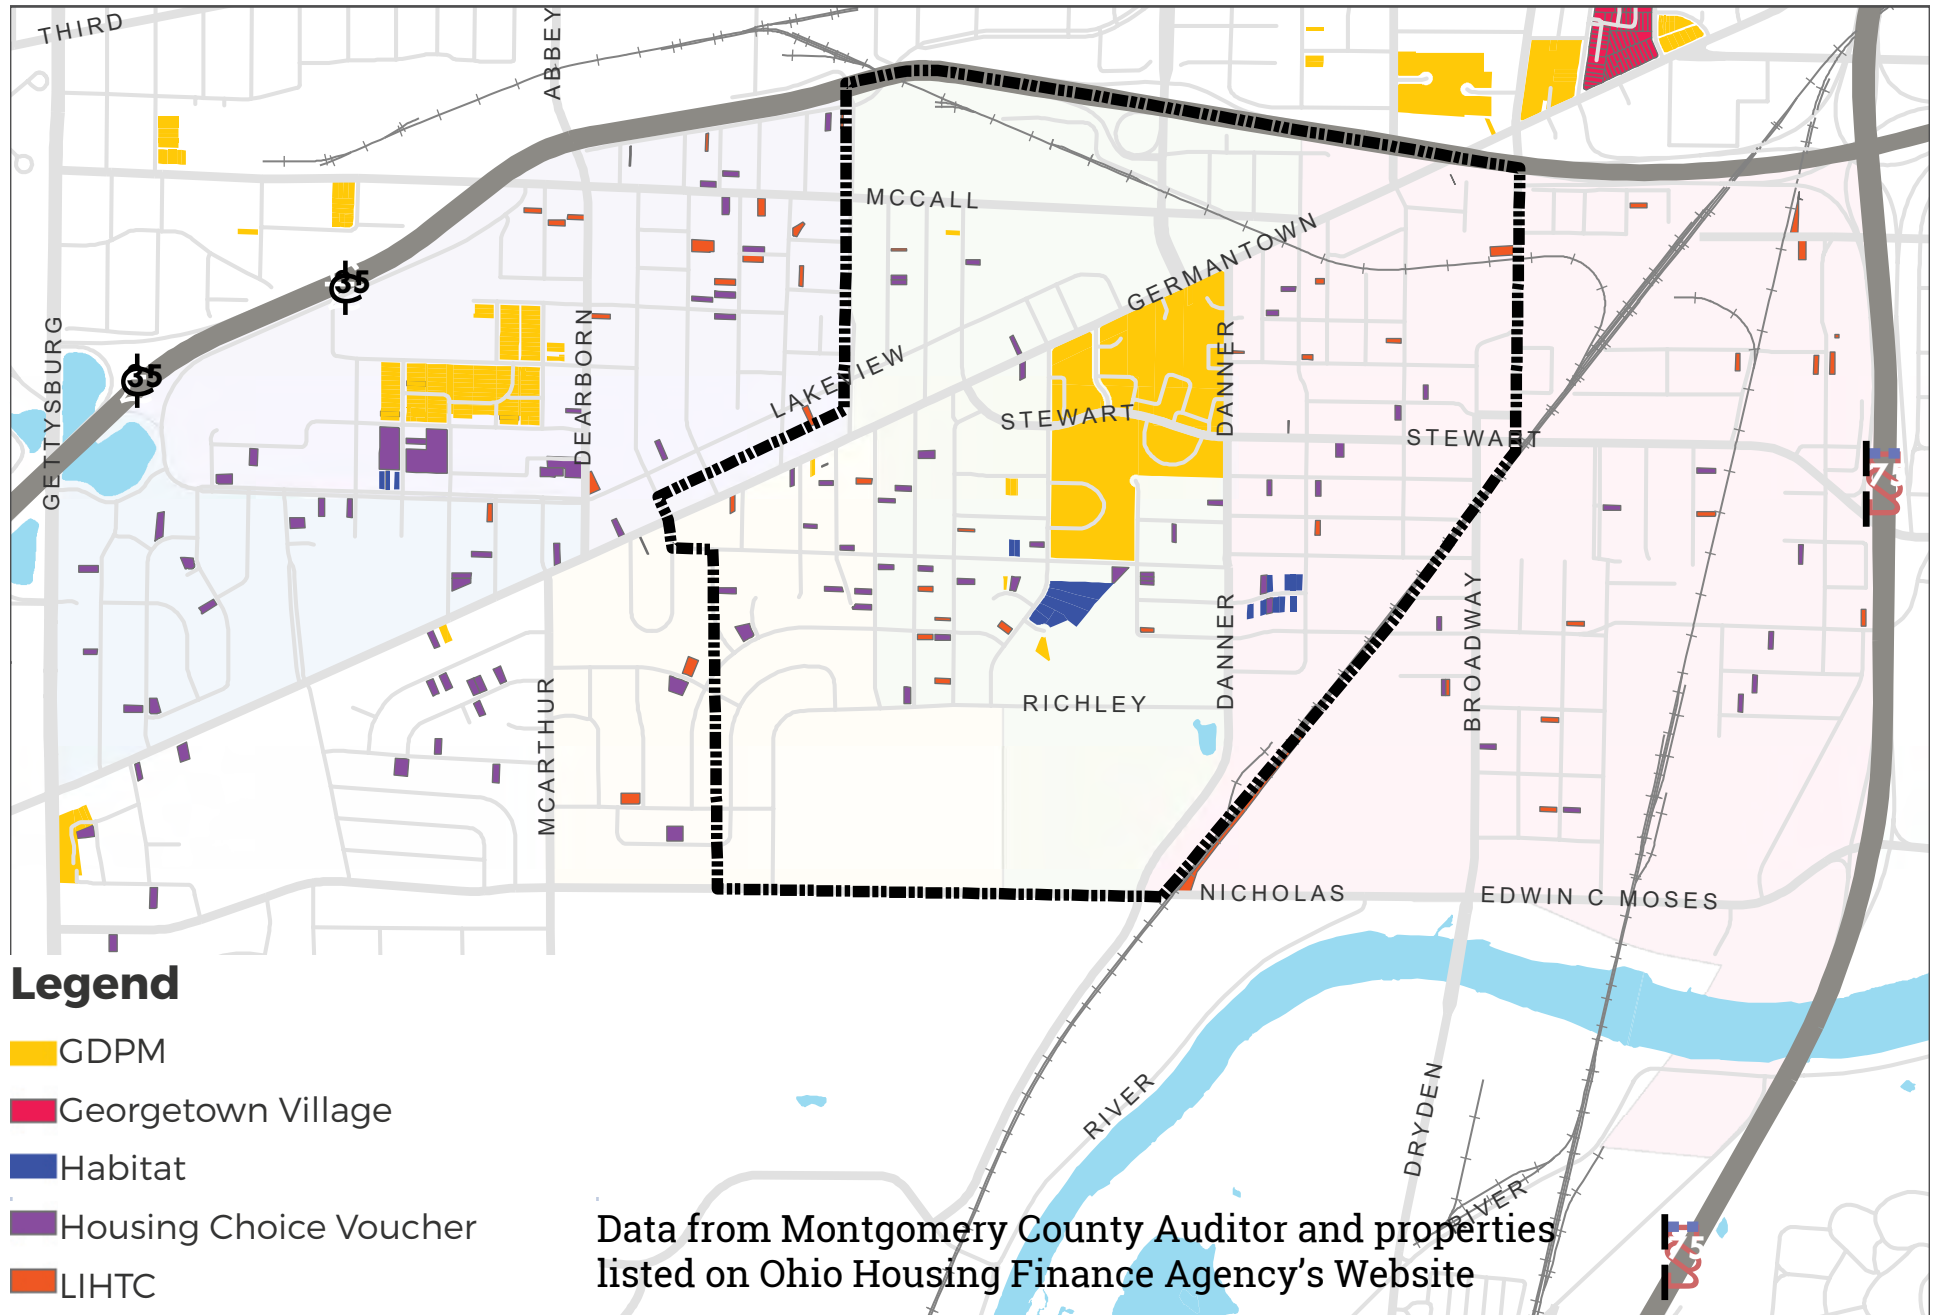 THIRD
ABBEY
MCCALL
GERMANTOWN
35
35
GETTYSBURG
DEARBORN
LAKEVIEW
STEWART
DANNER
STEWART
75
MCARTHUR
RICHLEY
DANNER
BROADWAY
NICHOLAS
EDWIN C MOSES
Legend
GDPM
Georgetown Village
Habitat
Housing Choice Voucher
LIHTC
RIVER
DRYDEN
RIVER
75
Data from Montgomery County Auditor and properties
listed on Ohio Housing Finance Agency's Website